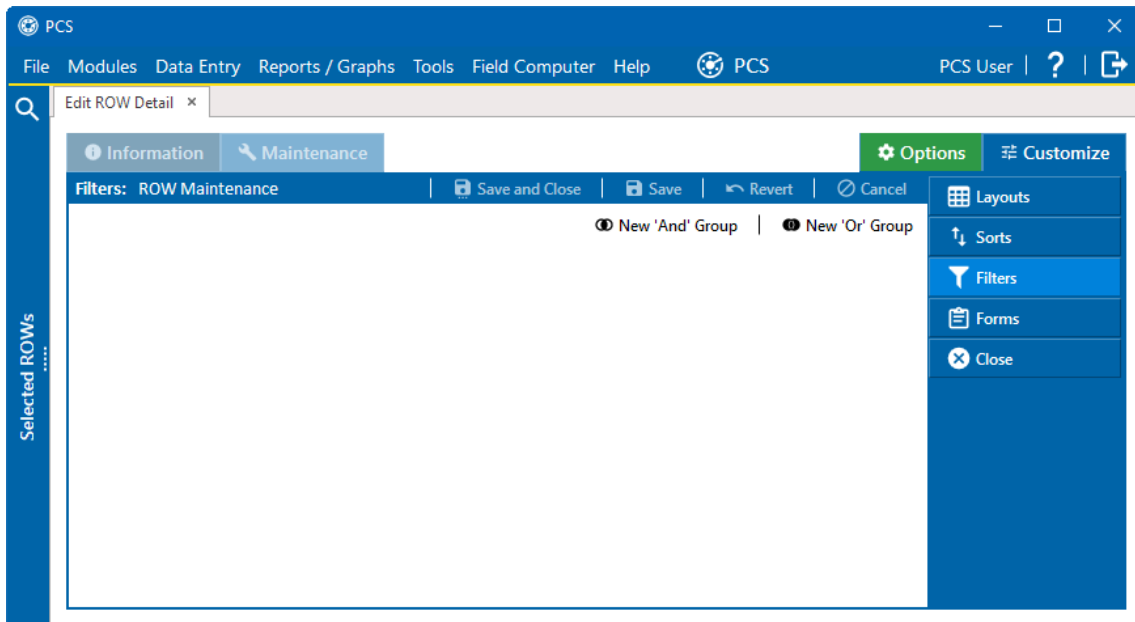 PCS
File Modules Data Entry Reports / Graphs Tools Field Computer Help PCS PCS User | ? |
Edit ROW Detail ×
Information Maintenance Options Customize
Filters: ROW Maintenance | Save and Close | Save | Revert | Cancel
New 'And' Group | New 'Or' Group
Layouts
Sorts
Filters
Forms
Close
Selected ROWs